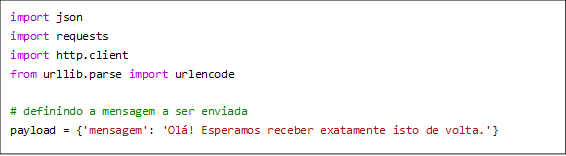 import json
import requests
import http.client
from urllib.parse import urlencode
# definindo a mensagem a ser enviada
payload = {'mensagem': 'Olá! Esperamos receber exatamente isto de volta.'}